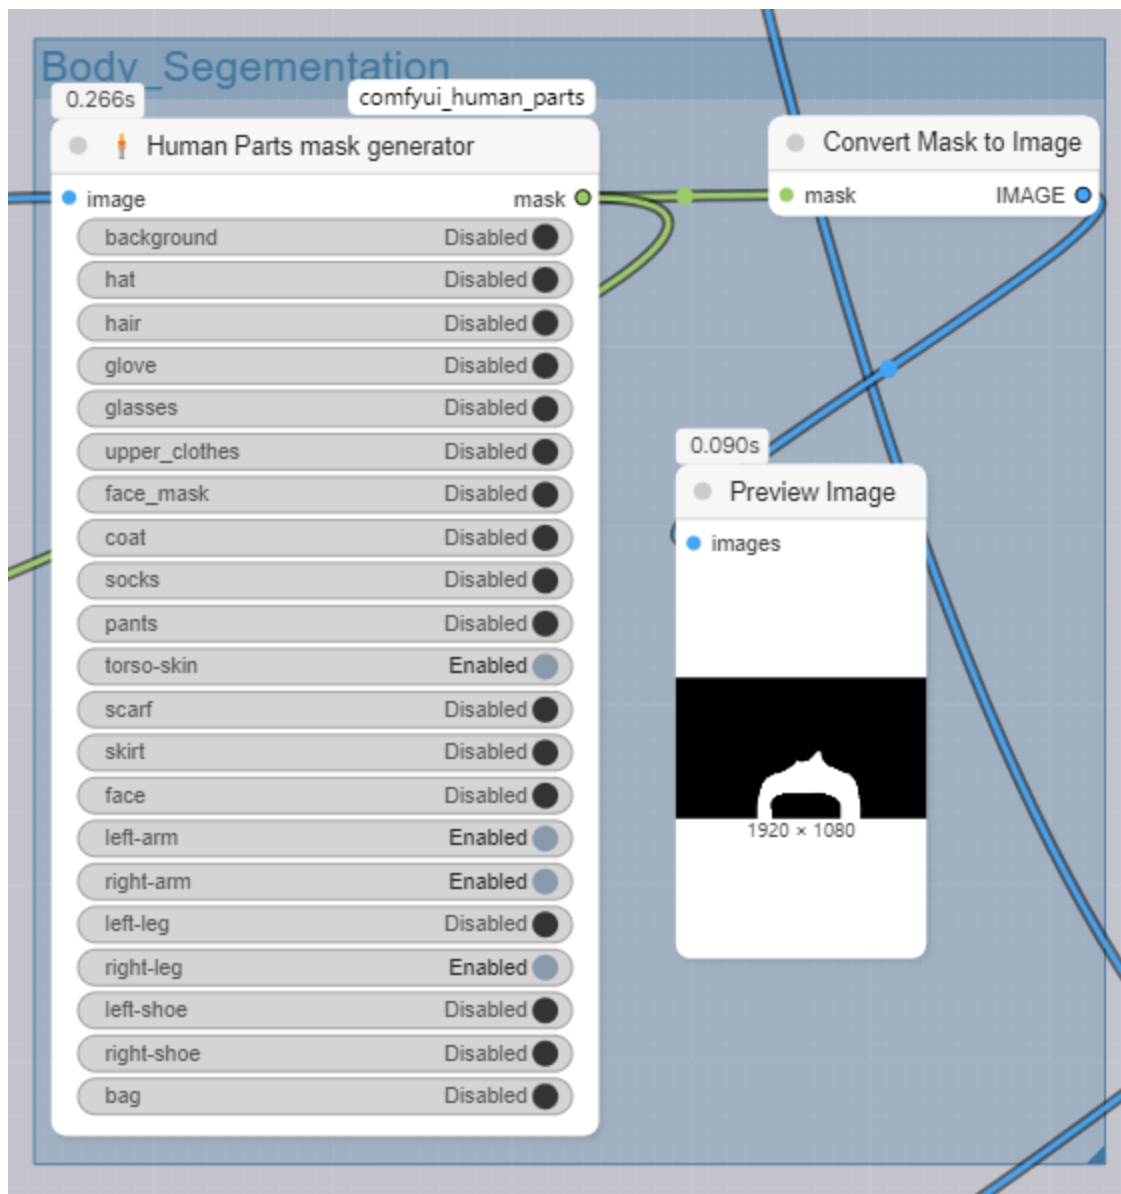 Body_Segementation
0.266s
comfyui_human_parts
Human Parts mask generator
image mask
background Disabled
hat Disabled
hair Disabled
glove Disabled
glasses Disabled
upper_clothes Disabled
face_mask Disabled
coat Disabled
socks Disabled
pants Disabled
torso-skin Enabled
scarf Disabled
skirt Disabled
face Disabled
left-arm Enabled
right-arm Enabled
left-leg Disabled
right-leg Enabled
left-shoe Disabled
right-shoe Disabled
bag Disabled
Convert Mask to Image
mask IMAGE
0.090s
Preview Image
images
1920 × 1080